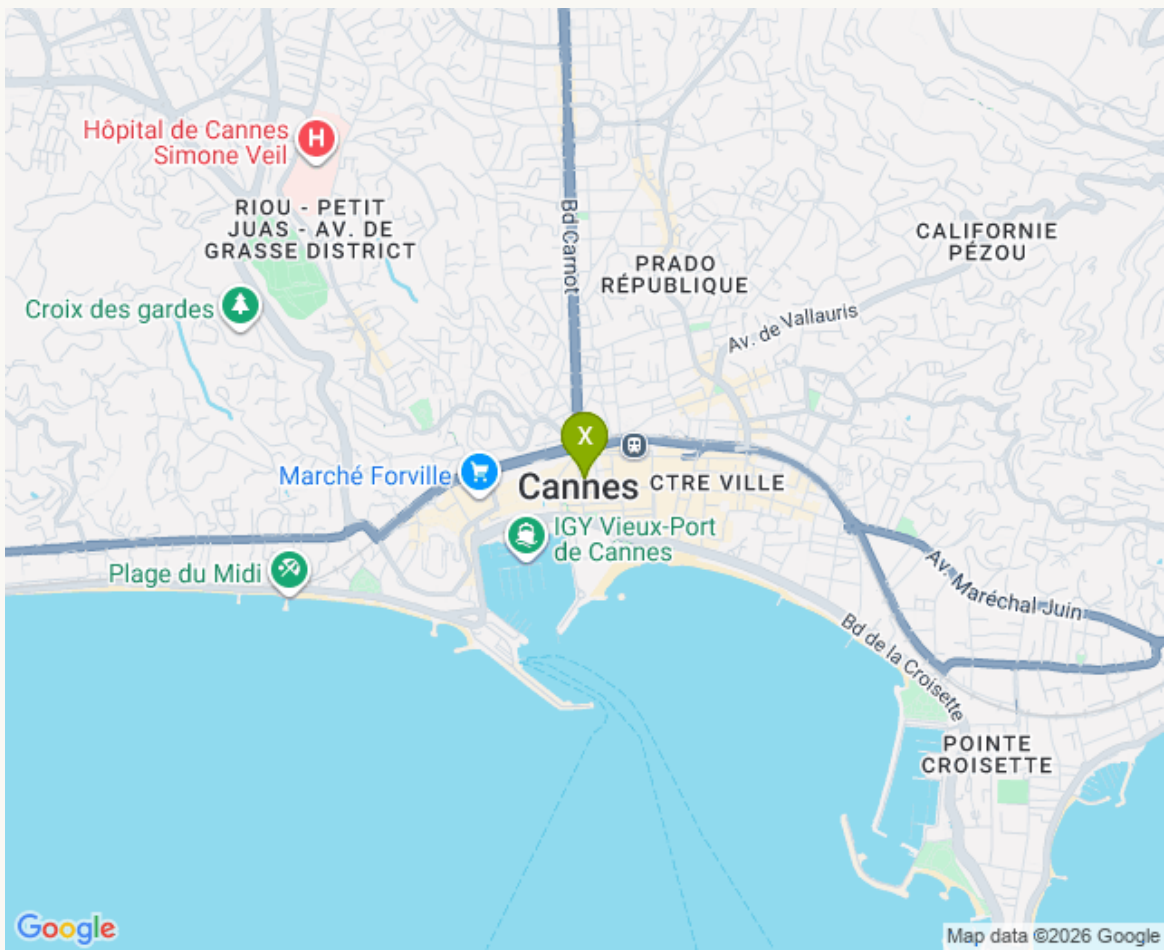 Hôpital de Cannes
Simone Veil
H
RIOU - PETIT
JUAS - AV. DE
GRASSE DISTRICT
Bd Carnot
CALIFORNIE
PÉZOU
PRADO
RÉPUBLIQUE
Croix des gardes
Av. de Vallauris
X
Marché Forville
Cannes
CTRE VILLE
IGY Vieux-Port
de Cannes
Plage du Midi
Av. Maréchal Juin
Bd de la Croisette
POINTE
CROISETTE
Google
Map data ©2026 Google